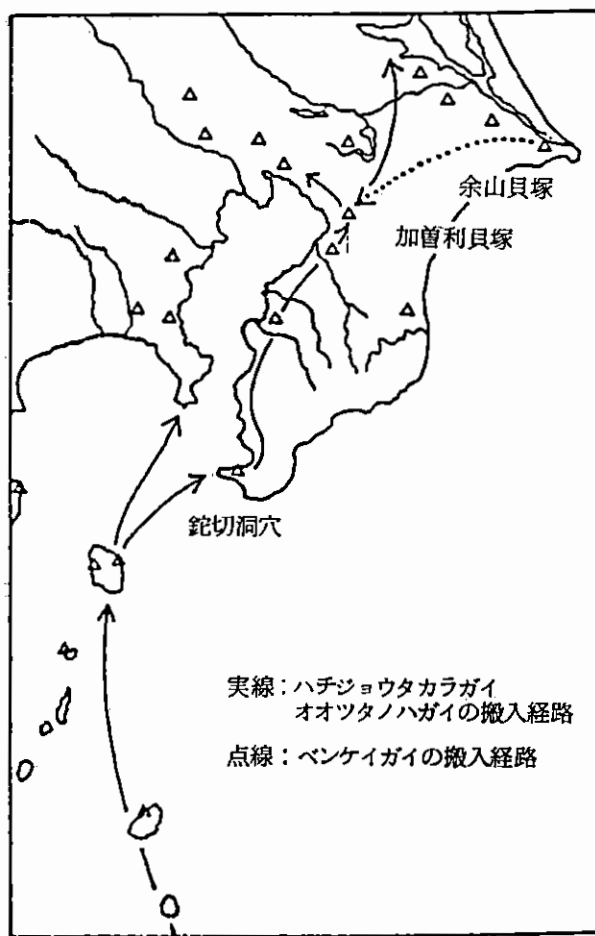 余山貝塚
加曽利貝塚
鉈切洞穴
実線：ハチジョウタカラガイ
オオツタノハガイの搬入経路
点線：ベンケイガイの搬入経路